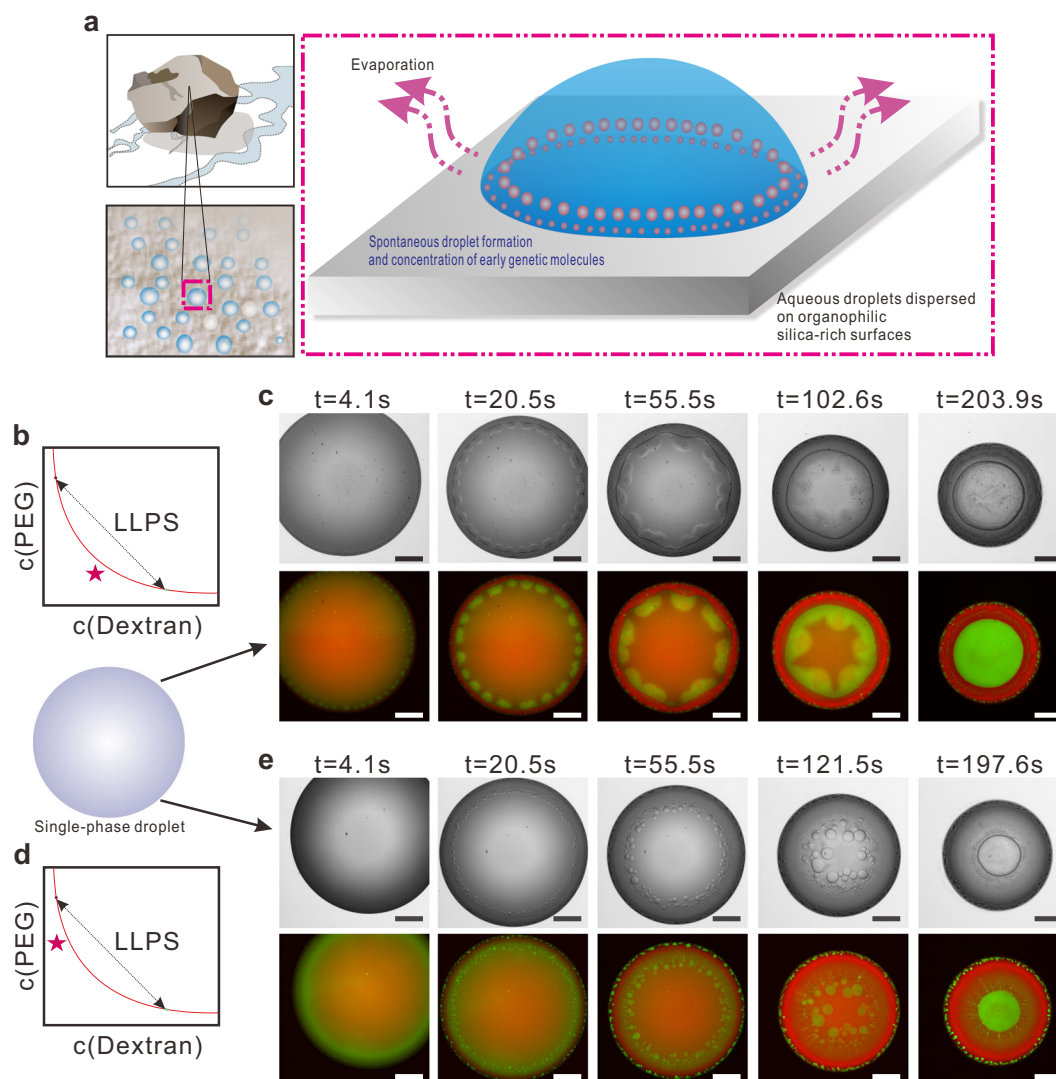 a
Evaporation
Spontaneous droplet formation
and concentration of early genetic molecules
Aqueous droplets dispersed
on organophilic
silica-rich surfaces
b
c(PEG)
LLPS
c(Dextran)
Single-phase droplet
c
t=4.1s t=20.5s t=55.5s t=102.6s t=203.9s
d
c(PEG)
LLPS
c(Dextran)
e
t=4.1s t=20.5s t=55.5s t=121.5s t=197.6s